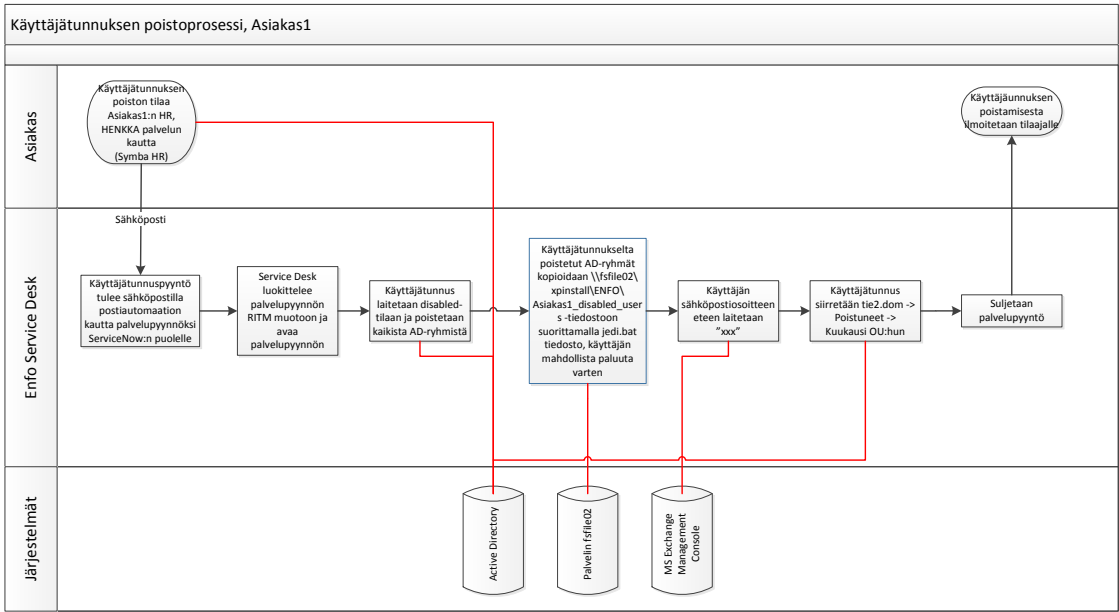 Käyttäjätunnuksen poistoprosessi, Asiakas1
Asiakas
Käyttäjätunnuksen
poiston tilaa
Asiakas1:n HR,
HENKKA palvelun
kautta
(Symba HR)
Käyttäjäunnuksen
poistamisesta
ilmoitetaan tilaajalle
Sähköposti
Enfo Service Desk
Käyttäjätunnuspyyntö
tulee sähköpostilla
postiautomaation
kautta palvelupyynnöksi
ServiceNow:n puolelle
Service Desk
luokittelee
palvelupyynnön
RITM muotoon ja
avaa
palvelupyynnön
Käyttäjätunnus
laitetaan disabled-
tilaan ja poistetaan
kaikista AD-ryhmistä
Käyttäjätunnukselta
poistetut AD-ryhmät
kopioidaan \\fsfile02\
xpinstall\ENFO\
Asiakas1_disabled_user
s -tiedostoon
suorittamalla jedi.bat
tiedosto, käyttäjän
mahdollista paluuta
varten
Käyttäjän
sähköpostiosoitteen
eteen laitetaan
”xxx”
Käyttäjätunnus
siirretään tie2.dom ->
Poistuneet ->
Kuukausi OU:hun
Suljetaan
palvelupyyntö
Järjestelmät
Active Directory
Palvelin fsfile02
MS Exchange
Management
Console